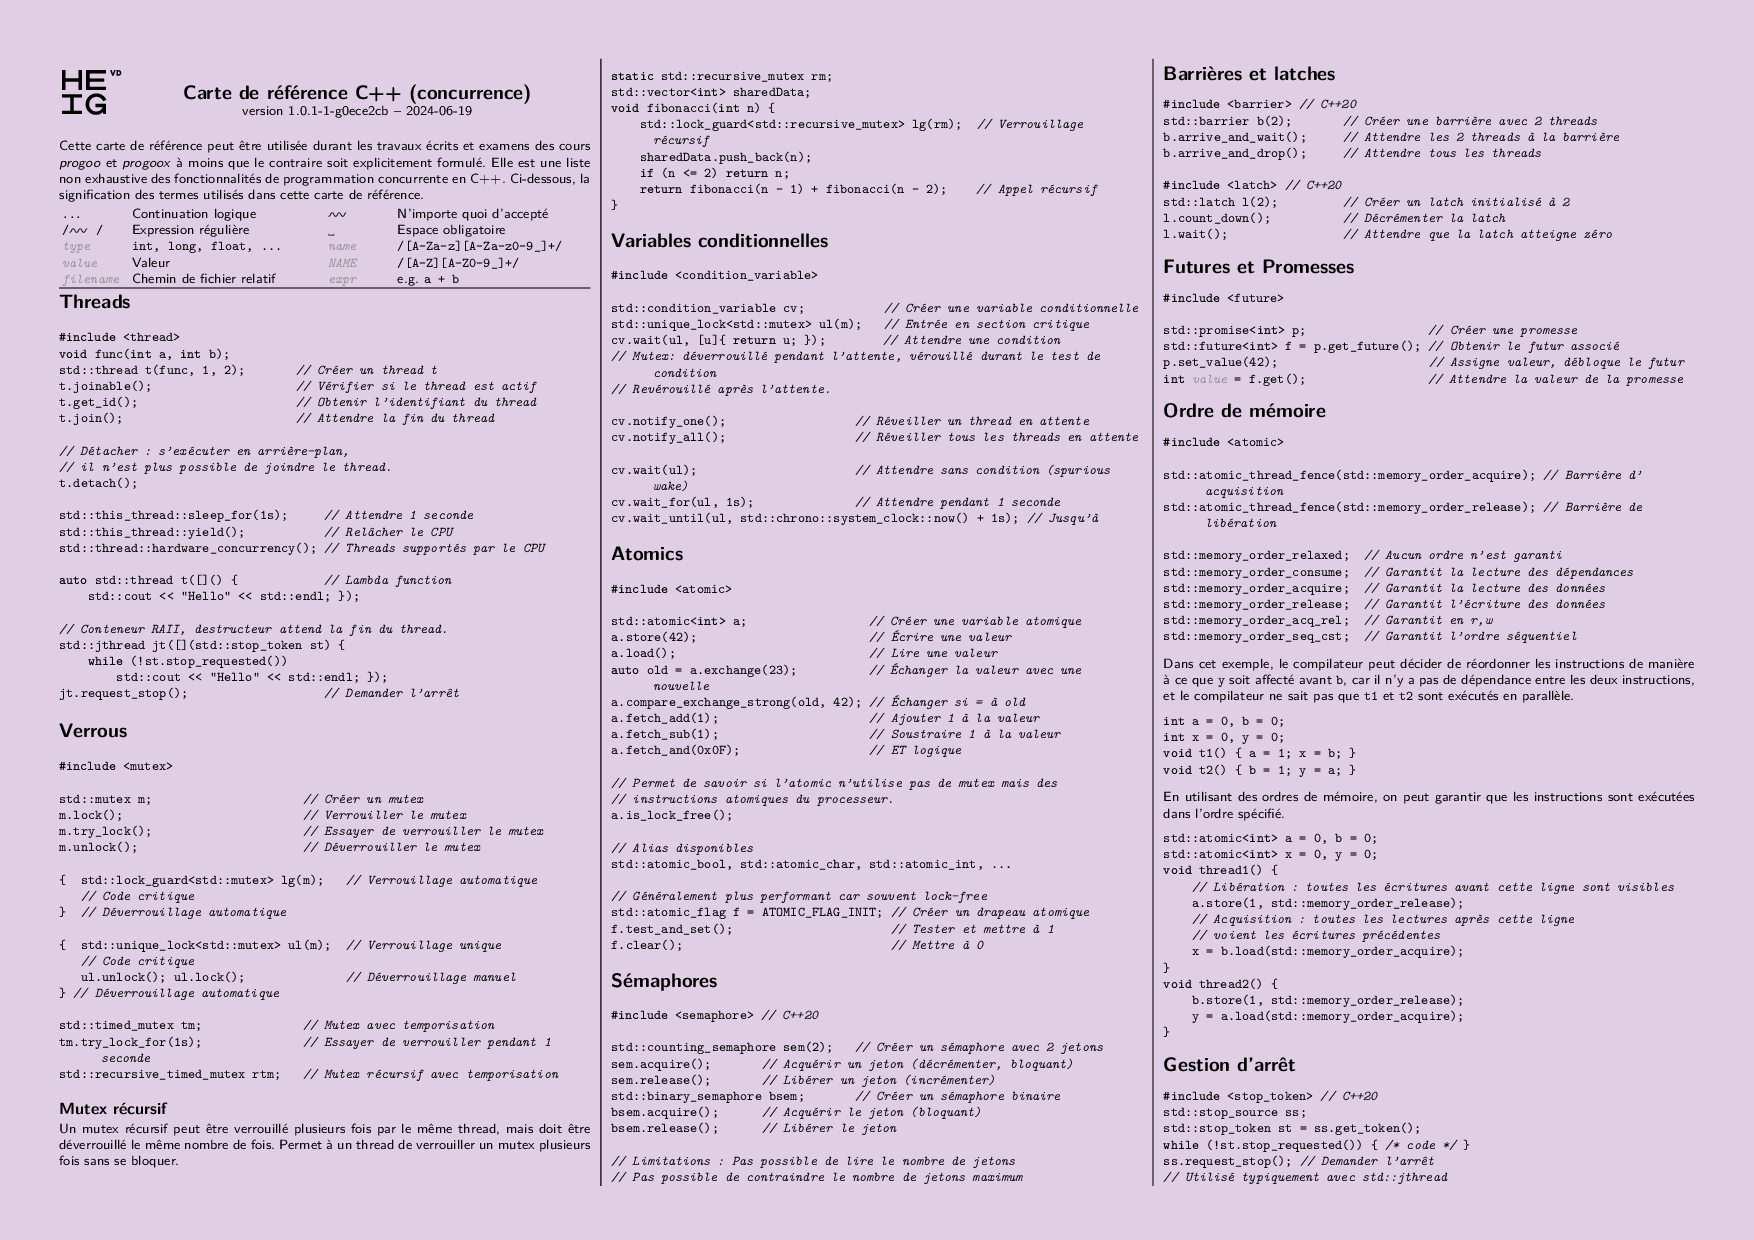 HE VD
IG
Carte de référence C++ (concurrence)
version 1.0.1-1-g0ece2cb – 2024-06-19
Cette carte de référence peut être utilisée durant les travaux écrits et examens des cours
progoo et progoox à moins que le contraire soit explicitement formulé. Elle est une liste
non exhaustive des fonctionnalités de programmation concurrente en C++. Ci-dessous, la
signification des termes utilisés dans cette carte de référence.
... Continuation logique ∿∿ N'importe quoi d'accepté
/∿∿ / Expression régulière ␣ Espace obligatoire
type int, long, float, ... name /[A-Za-z][A-Za-z0-9_]+/
value Valeur NAME /[A-Z][A-Z0-9_]+/
filename Chemin de fichier relatif expr e.g. a + b
Threads
#include <thread>
void func(int a, int b);
std::thread t(func, 1, 2); // Créer un thread t
t.joinable(); // Vérifier si le thread est actif
t.get_id(); // Obtenir l'identifiant du thread
t.join(); // Attendre la fin du thread
// Détacher : s'exécuter en arrière-plan,
// il n'est plus possible de joindre le thread.
t.detach();
std::this_thread::sleep_for(1s); // Attendre 1 seconde
std::this_thread::yield(); // Relâcher le CPU
std::thread::hardware_concurrency(); // Threads supportés par le CPU
auto std::thread t([]() { // Lambda function
    std::cout << "Hello" << std::endl; });
// Conteneur RAII, destructeur attend la fin du thread.
std::jthread jt([](std::stop_token st) {
    while (!st.stop_requested())
        std::cout << "Hello" << std::endl; });
jt.request_stop(); // Demander l'arrêt
Verrous
#include <mutex>
std::mutex m; // Créer un mutex
m.lock(); // Verrouiller le mutex
m.try_lock(); // Essayer de verrouiller le mutex
m.unlock(); // Déverrouiller le mutex
{  std::lock_guard<std::mutex> lg(m); // Verrouillage automatique
   // Code critique
}  // Déverrouillage automatique
{  std::unique_lock<std::mutex> ul(m); // Verrouillage unique
   // Code critique
   ul.unlock(); ul.lock(); // Déverrouillage manuel
} // Déverrouillage automatique
std::timed_mutex tm; // Mutex avec temporisation
tm.try_lock_for(1s); // Essayer de verrouiller pendant 1
seconde
std::recursive_timed_mutex rtm; // Mutex récursif avec temporisation
Mutex récursif
Un mutex récursif peut être verrouillé plusieurs fois par le même thread, mais doit être
déverrouillé le même nombre de fois. Permet à un thread de verrouiller un mutex plusieurs
fois sans se bloquer.
static std::recursive_mutex rm;
std::vector<int> sharedData;
void fibonacci(int n) {
    std::lock_guard<std::recursive_mutex> lg(rm); // Verrouillage
récursif
    sharedData.push_back(n);
    if (n <= 2) return n;
    return fibonacci(n - 1) + fibonacci(n - 2); // Appel récursif
}
Variables conditionnelles
#include <condition_variable>
std::condition_variable cv; // Créer une variable conditionnelle
std::unique_lock<std::mutex> ul(m); // Entrée en section critique
cv.wait(ul, [u]{ return u; }); // Attendre une condition
// Mutex: déverrouillé pendant l'attente, vérouillé durant le test de
condition
// Revérouillé après l'attente.
cv.notify_one(); // Réveiller un thread en attente
cv.notify_all(); // Réveiller tous les threads en attente
cv.wait(ul); // Attendre sans condition (spurious
wake)
cv.wait_for(ul, 1s); // Attendre pendant 1 seconde
cv.wait_until(ul, std::chrono::system_clock::now() + 1s); // Jusqu'à
Atomics
#include <atomic>
std::atomic<int> a; // Créer une variable atomique
a.store(42); // Écrire une valeur
a.load(); // Lire une valeur
auto old = a.exchange(23); // Échanger la valeur avec une
nouvelle
a.compare_exchange_strong(old, 42); // Échanger si = à old
a.fetch_add(1); // Ajouter 1 à la valeur
a.fetch_sub(1); // Soustraire 1 à la valeur
a.fetch_and(0x0F); // ET logique
// Permet de savoir si l'atomic n'utilise pas de mutex mais des
// instructions atomiques du processeur.
a.is_lock_free();
// Alias disponibles
std::atomic_bool, std::atomic_char, std::atomic_int, ...
// Généralement plus performant car souvent lock-free
std::atomic_flag f = ATOMIC_FLAG_INIT; // Créer un drapeau atomique
f.test_and_set(); // Tester et mettre à 1
f.clear(); // Mettre à 0
Sémaphores
#include <semaphore> // C++20
std::counting_semaphore sem(2); // Créer un sémaphore avec 2 jetons
sem.acquire(); // Acquérir un jeton (décrémenter, bloquant)
sem.release(); // Libérer un jeton (incrémenter)
std::binary_semaphore bsem; // Créer un sémaphore binaire
bsem.acquire(); // Acquérir le jeton (bloquant)
bsem.release(); // Libérer le jeton
// Limitations : Pas possible de lire le nombre de jetons
// Pas possible de contraindre le nombre de jetons maximum
Barrières et latches
#include <barrier> // C++20
std::barrier b(2); // Créer une barrière avec 2 threads
b.arrive_and_wait(); // Attendre les 2 threads à la barrière
b.arrive_and_drop(); // Attendre tous les threads
#include <latch> // C++20
std::latch l(2); // Créer un latch initialisé à 2
l.count_down(); // Décrémenter la latch
l.wait(); // Attendre que la latch atteigne zéro
Futures et Promesses
#include <future>
std::promise<int> p; // Créer une promesse
std::future<int> f = p.get_future(); // Obtenir le futur associé
p.set_value(42); // Assigne valeur, débloque le futur
int value = f.get(); // Attendre la valeur de la promesse
Ordre de mémoire
#include <atomic>
std::atomic_thread_fence(std::memory_order_acquire); // Barrière d'
acquisition
std::atomic_thread_fence(std::memory_order_release); // Barrière de
libération
std::memory_order_relaxed; // Aucun ordre n'est garanti
std::memory_order_consume; // Garantit la lecture des dépendances
std::memory_order_acquire; // Garantit la lecture des données
std::memory_order_release; // Garantit l'écriture des données
std::memory_order_acq_rel; // Garantit en r,w
std::memory_order_seq_cst; // Garantit l'ordre séquentiel
Dans cet exemple, le compilateur peut décider de réordonner les instructions de manière
à ce que y soit affecté avant b, car il n'y a pas de dépendance entre les deux instructions,
et le compilateur ne sait pas que t1 et t2 sont exécutés en parallèle.
int a = 0, b = 0;
int x = 0, y = 0;
void t1() { a = 1; x = b; }
void t2() { b = 1; y = a; }
En utilisant des ordres de mémoire, on peut garantir que les instructions sont exécutées
dans l'ordre spécifié.
std::atomic<int> a = 0, b = 0;
std::atomic<int> x = 0, y = 0;
void thread1() {
    // Libération : toutes les écritures avant cette ligne sont visibles
    a.store(1, std::memory_order_release);
    // Acquisition : toutes les lectures après cette ligne
    // voient les écritures précédentes
    x = b.load(std::memory_order_acquire);
}
void thread2() {
    b.store(1, std::memory_order_release);
    y = a.load(std::memory_order_acquire);
}
Gestion d'arrêt
#include <stop_token> // C++20
std::stop_source ss;
std::stop_token st = ss.get_token();
while (!st.stop_requested()) { /* code */ }
ss.request_stop(); // Demander l'arrêt
// Utilisé typiquement avec std::jthread